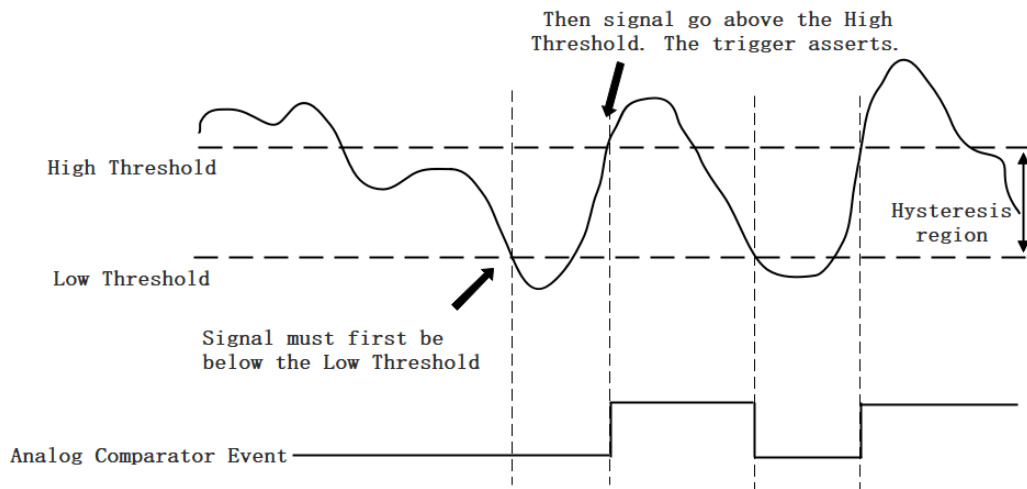 Then signal go above the High
Threshold. The trigger asserts.
High Threshold
Hysteresis
region
Low Threshold
Signal must first be
below the Low Threshold
Analog Comparator Event